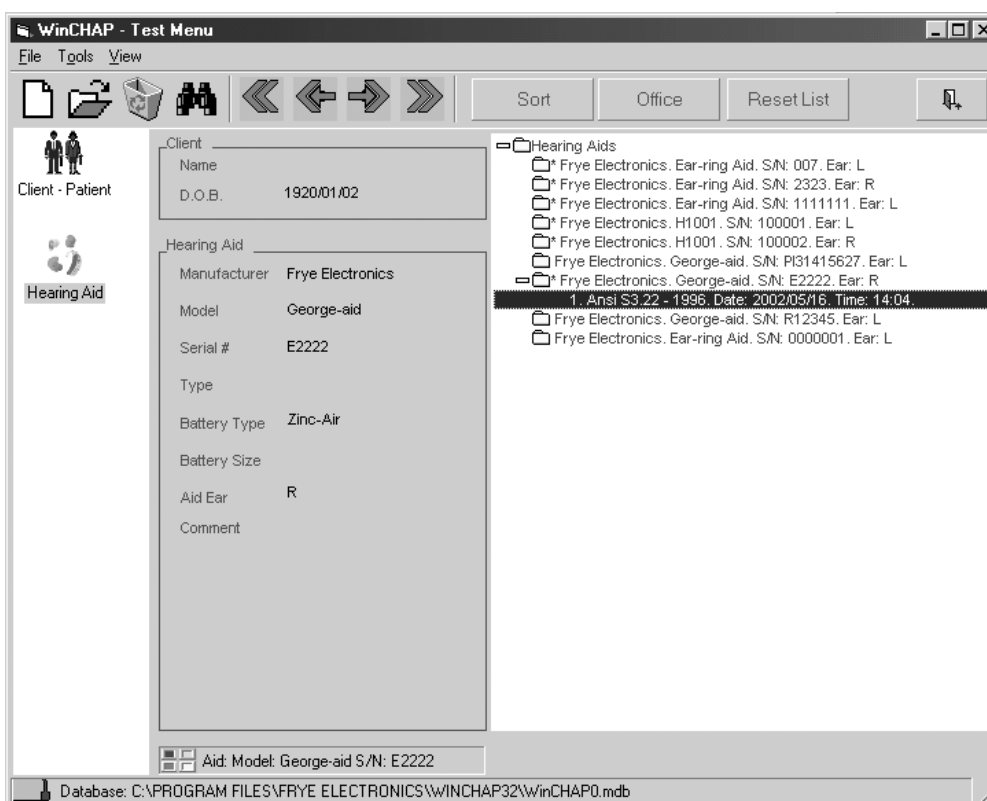 WinCHAP - Test Menu
File Tools View
Sort Office Reset List
Client - Patient
Hearing Aid
Client
Name
D.O.B. 1920/01/02
Hearing Aid
Manufacturer Frye Electronics
Model George-aid
Serial # E2222
Type
Battery Type Zinc-Air
Battery Size
Aid Ear R
Comment
Hearing Aids
* Frye Electronics. Ear-ring Aid. S/N: 007. Ear: L
* Frye Electronics. Ear-ring Aid. S/N: 2323. Ear: R
* Frye Electronics. Ear-ring Aid. S/N: 1111111. Ear: L
* Frye Electronics. H1001. S/N: 100001. Ear: L
* Frye Electronics. H1001. S/N: 100002. Ear: R
Frye Electronics. George-aid. S/N: PI31415627. Ear: L
* Frye Electronics. George-aid. S/N: E2222. Ear: R
1. Ansi S3.22 - 1996. Date: 2002/05/16. Time: 14:04.
Frye Electronics. George-aid. S/N: R12345. Ear: L
Frye Electronics. Ear-ring Aid. S/N: 0000001. Ear: L
Aid: Model: George-aid S/N: E2222
Database: C:\PROGRAM FILES\FRYE ELECTRONICS\WINCHAP32\WinCHAP0.mdb